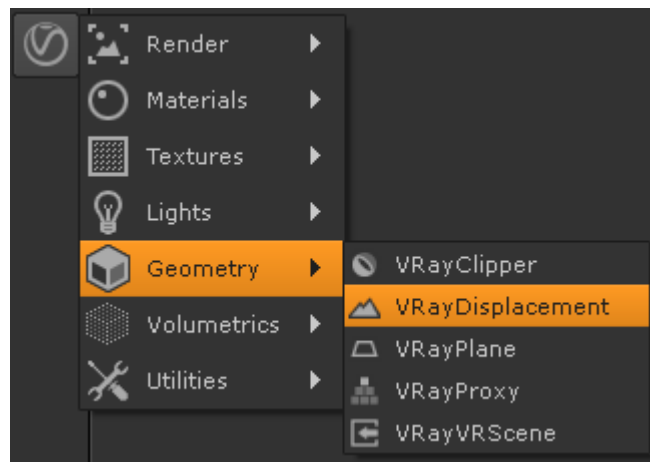 Render
Materials
Textures
Lights
Geometry
Volumetrics
Utilities
VRayClipper
VRayDisplacement
VRayPlane
VRayProxy
VRayVRScene